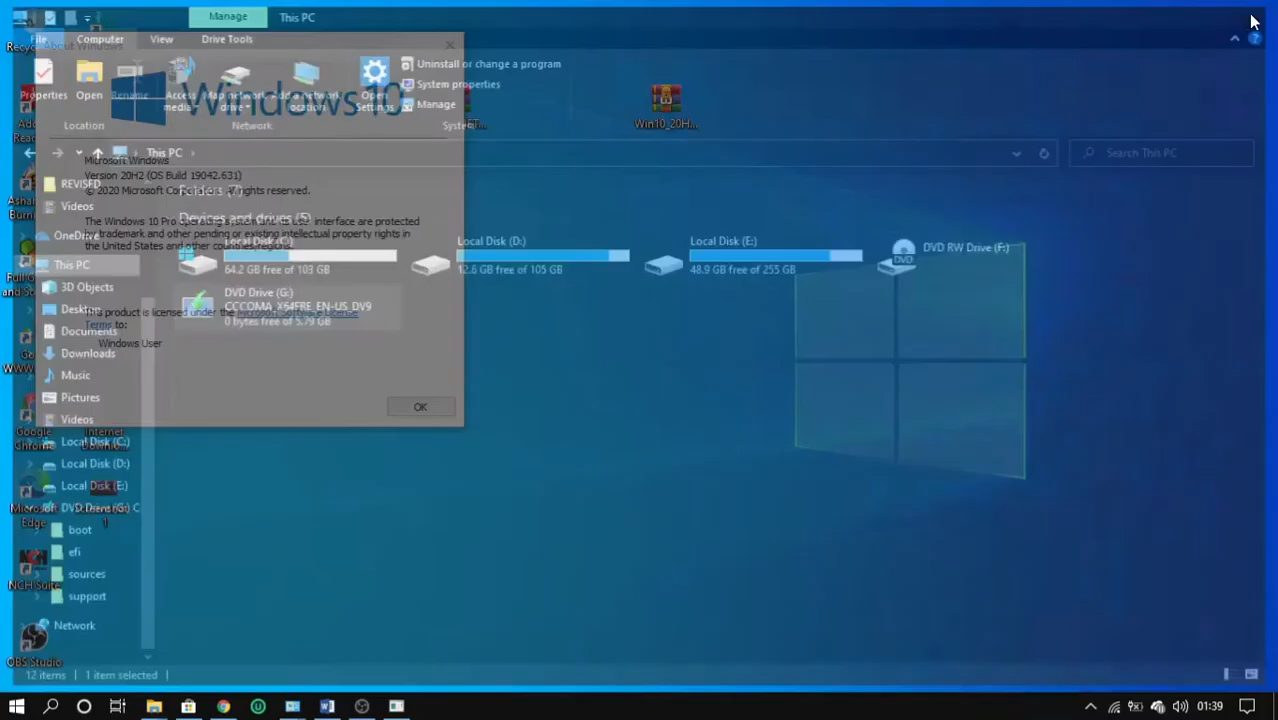 Manage
This PC
File
Computer
View
Drive Tools
About Windows
Properties
Open
Rename
Access
media
Map network
drive
Add a network
location
Open
Settings
Uninstall or change a program
System properties
Manage
Location
Network
System
Windows 10
Win10_20H...
This PC
Search This PC
Microsoft Windows
Version 20H2 (OS Build 19042.631)
© 2020 Microsoft Corporation. All rights reserved.
Folders (7)
Devices and drives (5)
The Windows 10 Pro operating system and its user interface are protected
by trademark and other pending or existing intellectual property rights in
the United States and other countries/regions.
Local Disk (C:)
64.2 GB free of 103 GB
Local Disk (D:)
12.6 GB free of 105 GB
Local Disk (E:)
48.9 GB free of 255 GB
DVD RW Drive (F:)
DVD
DVD Drive (G:)
CCCOMA_X64FRE_EN-US_DV9
0 bytes free of 5.79 GB
This product is licensed under the Microsoft Software License
Terms to:
Windows User
OK
REVISED
Videos
OneDrive
This PC
3D Objects
Desktop
Documents
Downloads
Music
Pictures
Videos
Local Disk (C:)
Local Disk (D:)
Local Disk (E:)
DVD Drive (G:) C
boot
efi
sources
support
Network
Google
Chrome
Internet
Downlo...
Microsoft
Edge
1
NCH Suite
OBS Studio
12 items
1 item selected
01:39